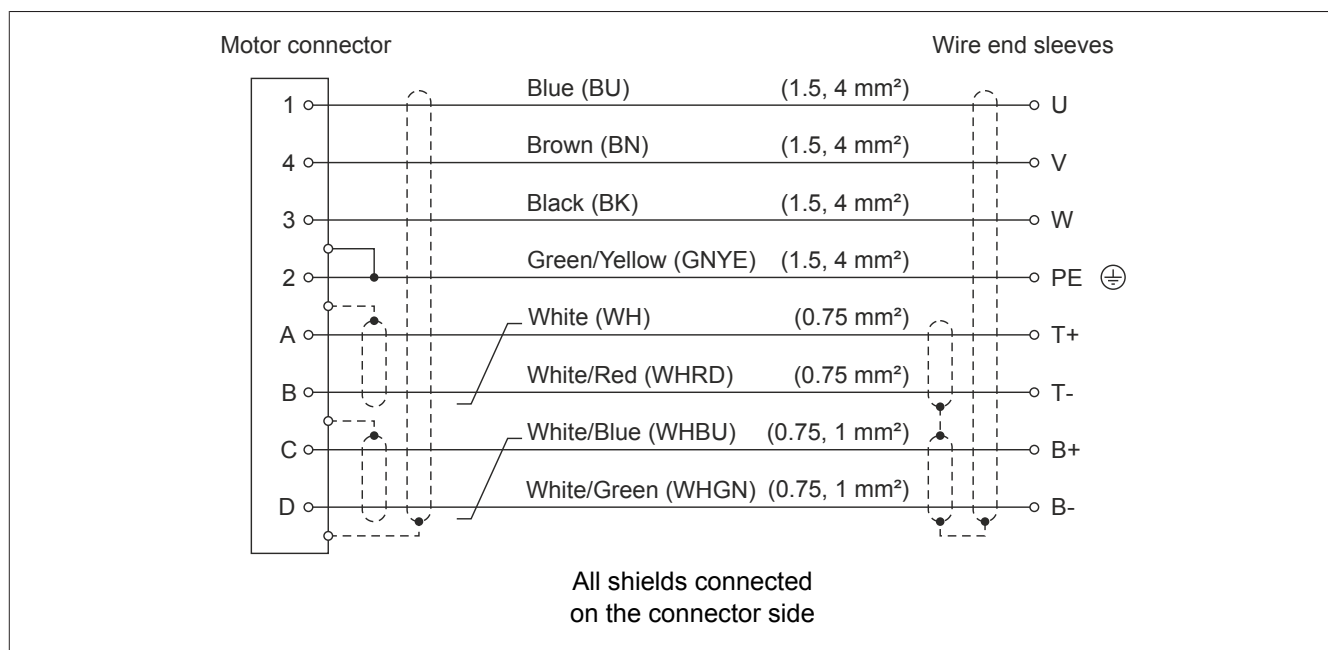 Motor connector Wire end sleeves
1 Blue (BU) (1.5, 4 mm²) U
4 Brown (BN) (1.5, 4 mm²) V
3 Black (BK) (1.5, 4 mm²) W
2 Green/Yellow (GNYE) (1.5, 4 mm²) PE
A White (WH) (0.75 mm²) T+
B White/Red (WHRD) (0.75 mm²) T-
C White/Blue (WHBU) (0.75, 1 mm²) B+
D White/Green (WHGN) (0.75, 1 mm²) B-
All shields connected
on the connector side